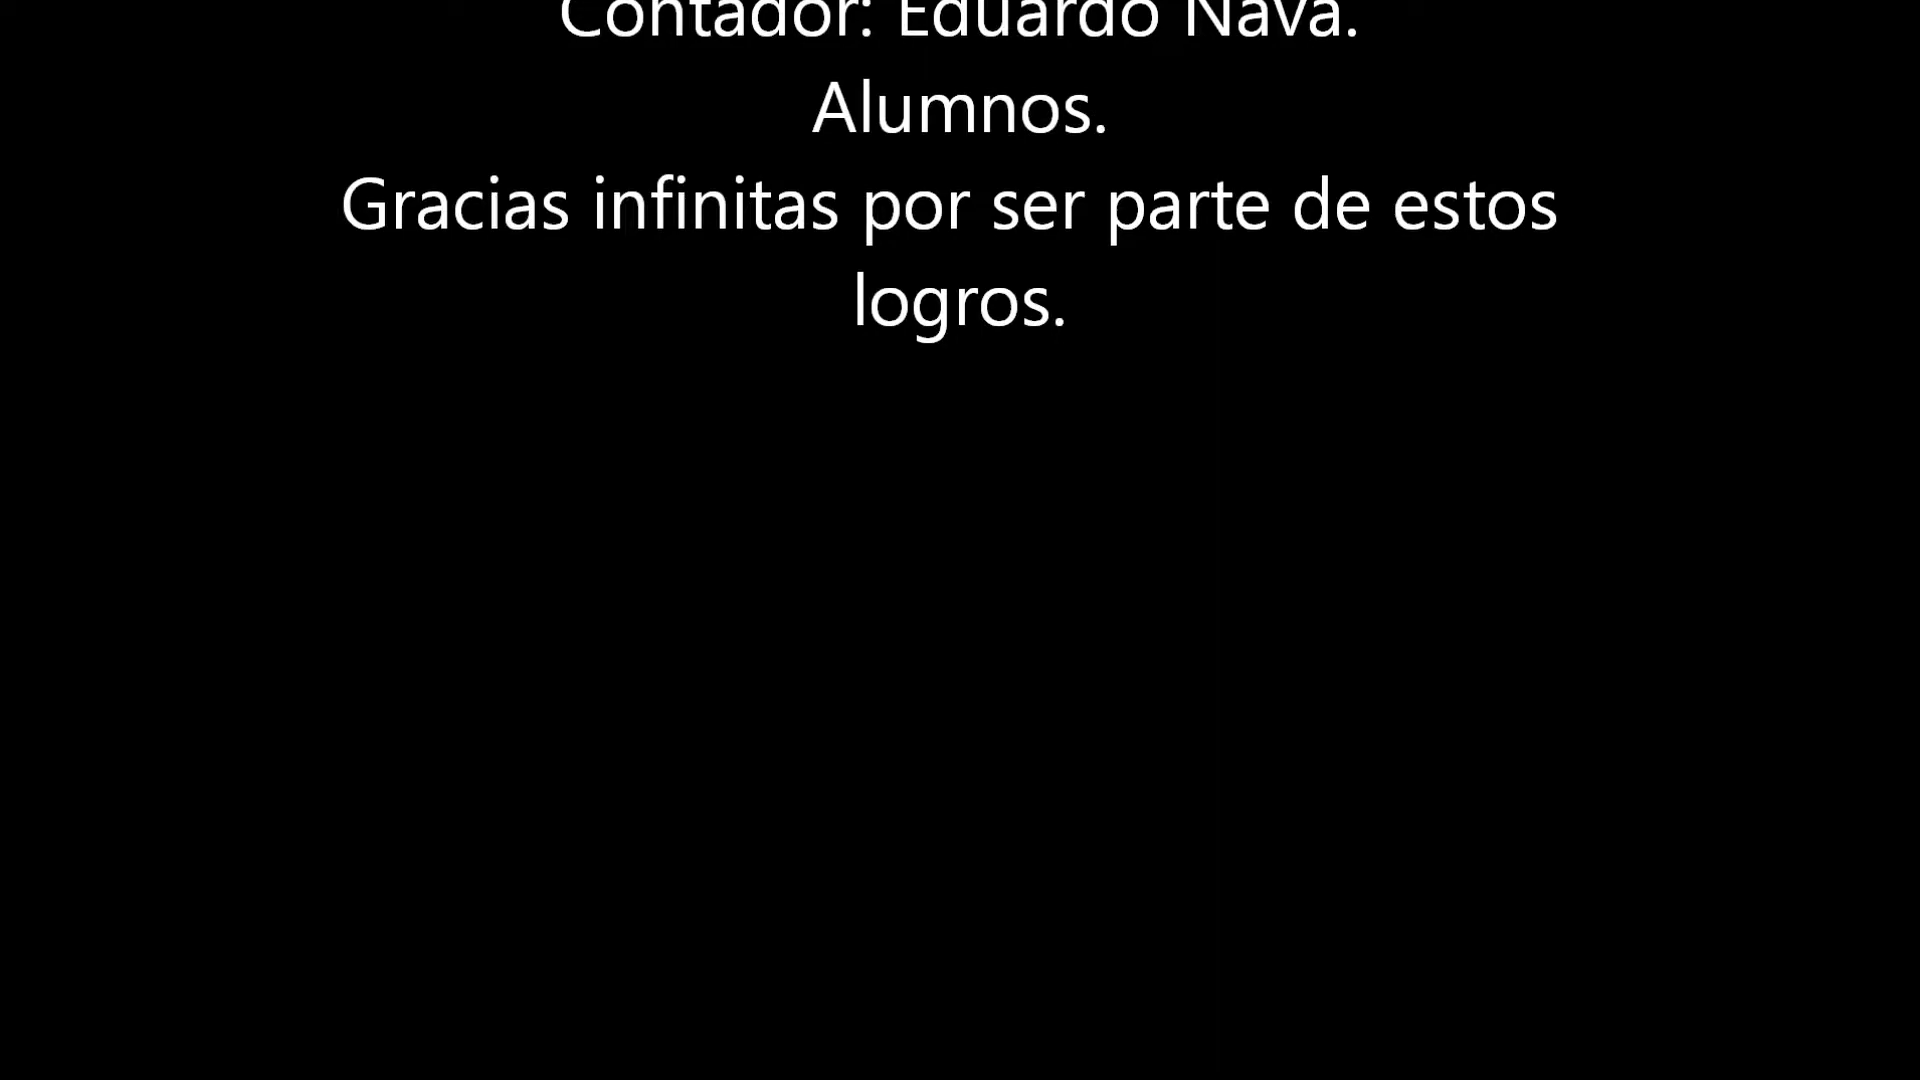 Contador: Eduardo Nava.
Alumnos.
Gracias infinitas por ser parte de estos
logros.